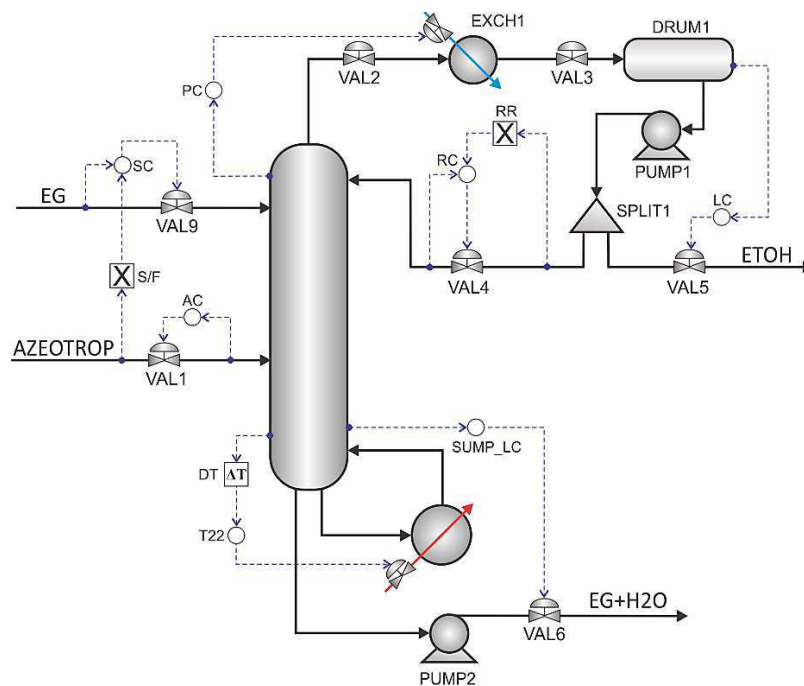 EXCH1
DRUM1
VAL2
VAL3
PC
RR
X
RC
PUMP1
SC
EG
VAL9
SPLIT1
LC
ETOH
VAL4
VAL5
X
S/F
AC
AZEOTROP
VAL1
SUMP_LC
DT
ΔT
T22
EG+H2O
VAL6
PUMP2